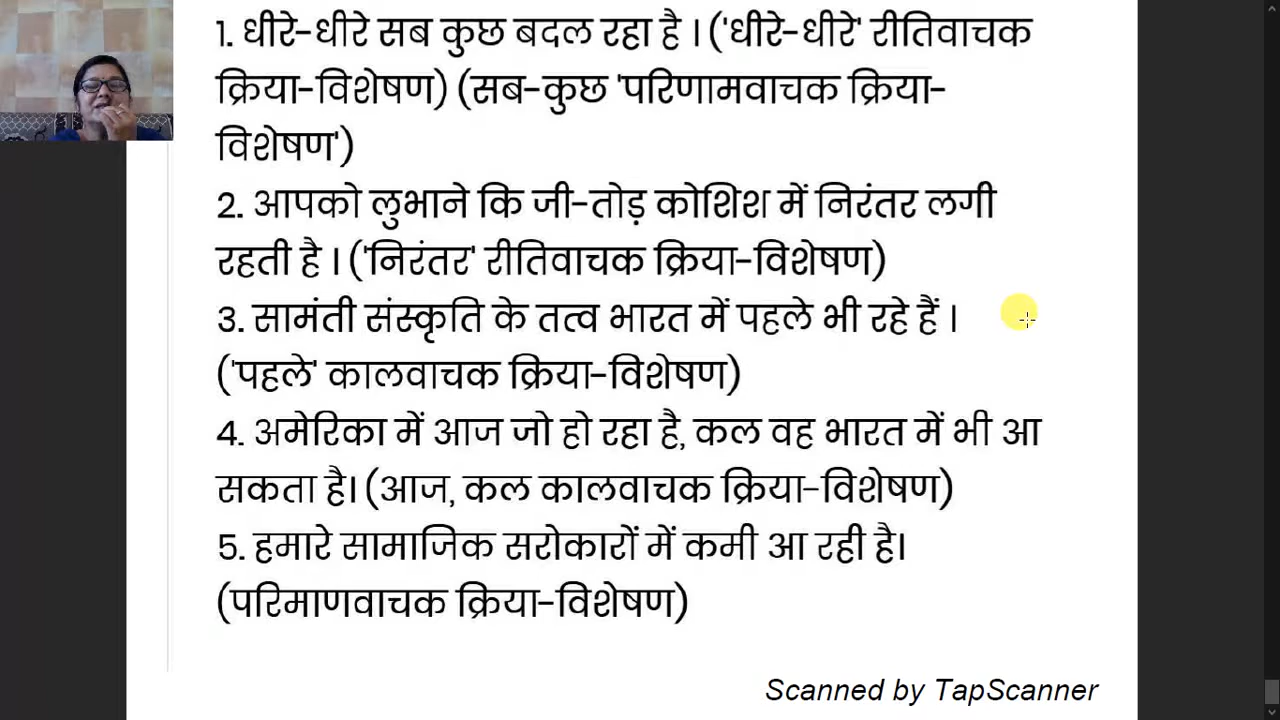 1. धीरे-धीरे सब कुछ बदल रहा है । ('धीरे-धीरे' रीतिवाचक
क्रिया-विशेषण) (सब-कुछ 'परिणामवाचक क्रिया-
विशेषण')
2. आपको लुभाने कि जी-तोड़ कोशिश में निरंतर लगी
रहती है । ('निरंतर' रीतिवाचक क्रिया-विशेषण)
3. सामंती संस्कृति के तत्व भारत में पहले भी रहे हैं ।
('पहले' कालवाचक क्रिया-विशेषण)
4. अमेरिका में आज जो हो रहा है, कल वह भारत में भी आ
सकता है। (आज, कल कालवाचक क्रिया-विशेषण)
5. हमारे सामाजिक सरोकारों में कमी आ रही है।
(परिमाणवाचक क्रिया-विशेषण)
Scanned by TapScanner